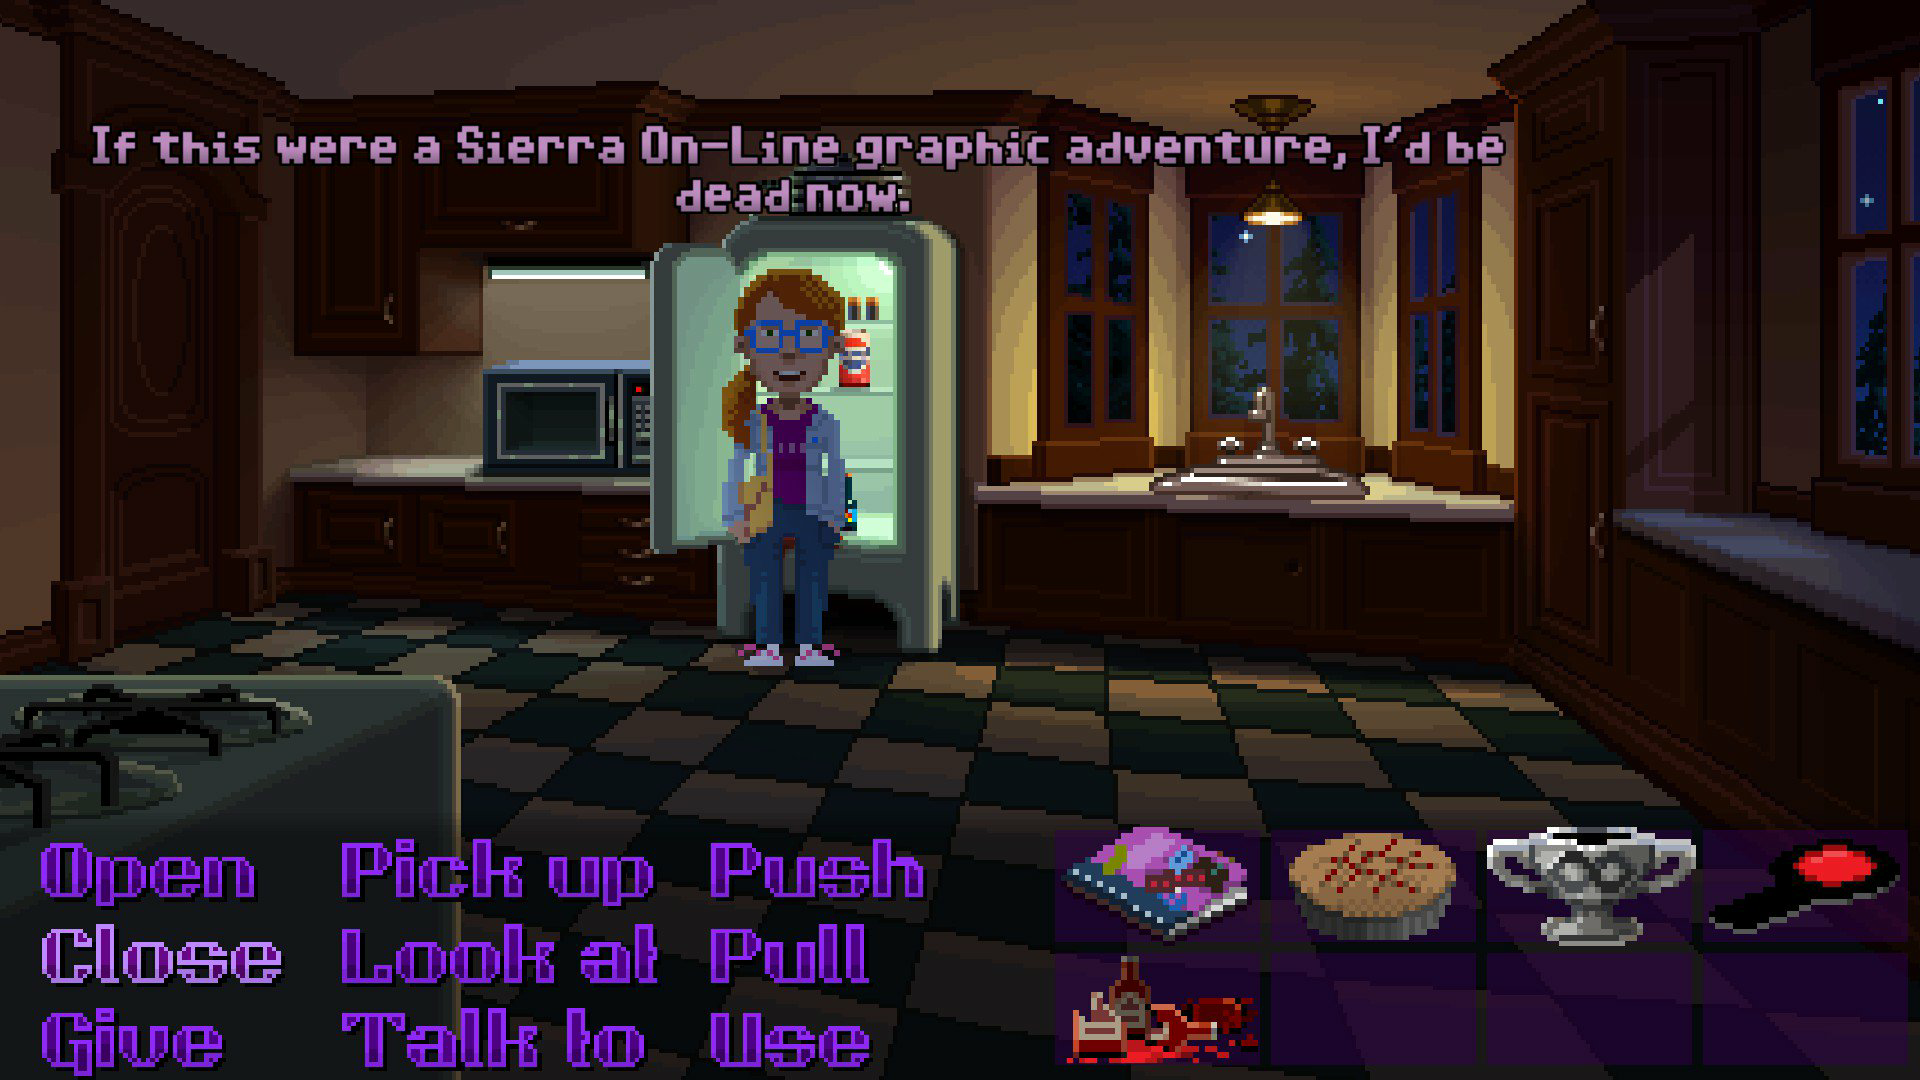 If this were a Sierra On-Line graphic adventure, I'd be
dead now.
Open Pick up Push
Close Look at Pull
Give Talk to Use